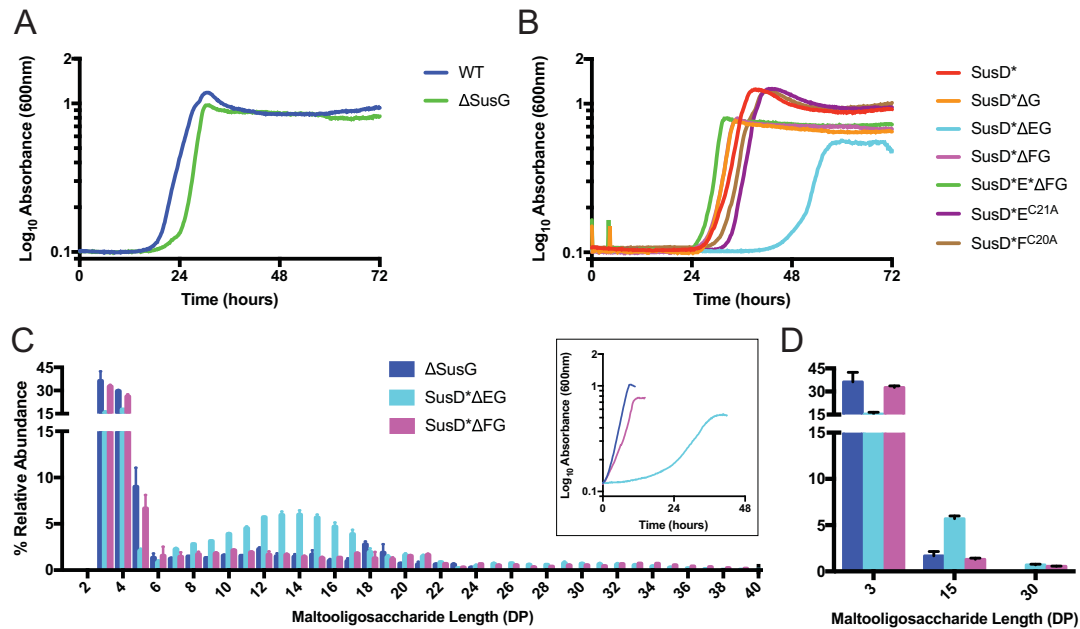 A
Log10 Absorbance (600nm)
2
1
0.1
0 24 48 72
Time (hours)
WT
ΔSusG
B
Log10 Absorbance (600nm)
2
1
0.1
0 24 48 72
Time (hours)
SusD*
SusD*ΔG
SusD*ΔEG
SusD*ΔFG
SusD*E*ΔFG
SusD*E^C21A
SusD*F^C20A
C
% Relative Abundance
45
30
15
15
10
5
0
2 4 6 8 10 12 14 16 18 20 22 24 26 28 30 32 34 36 38 40
Maltooligosaccharide Length (DP)
ΔSusG
SusD*ΔEG
SusD*ΔFG
Log10 Absorbance (600nm)
2
1
0.1
0 24 48
Time (hours)
D
45
30
15
15
10
5
0
3 15 30
Maltooligosaccharide Length (DP)